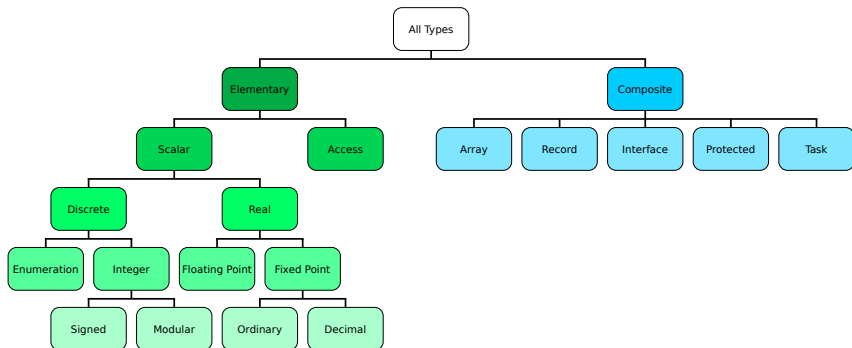 All Types
Elementary
Composite
Scalar
Access
Array
Record
Interface
Protected
Task
Discrete
Real
Enumeration
Integer
Floating Point
Fixed Point
Signed
Modular
Ordinary
Decimal